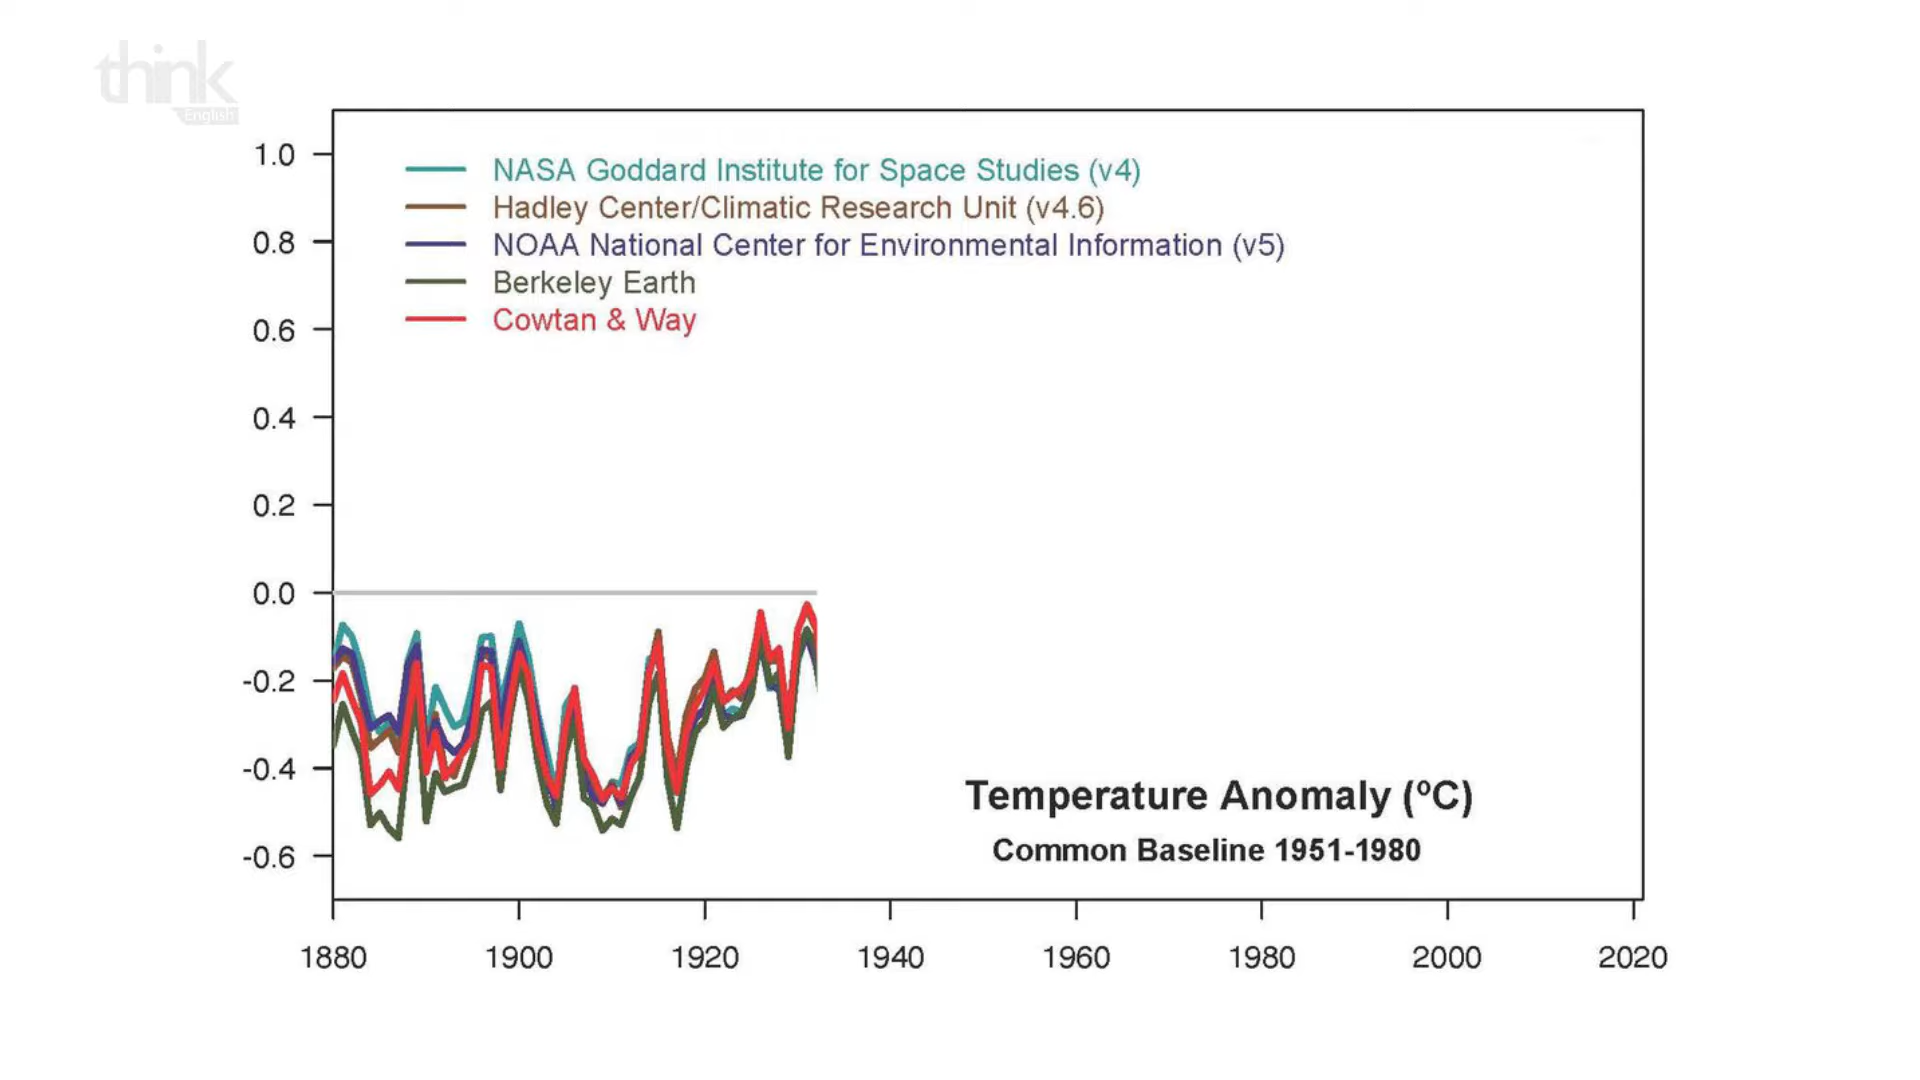 think
English
1.0
0.8
0.6
0.4
0.2
0.0
-0.2
-0.4
-0.6
NASA Goddard Institute for Space Studies (v4)
Hadley Center/Climatic Research Unit (v4.6)
NOAA National Center for Environmental Information (v5)
Berkeley Earth
Cowtan & Way
Temperature Anomaly (ºC)
Common Baseline 1951-1980
1880 1900 1920 1940 1960 1980 2000 2020